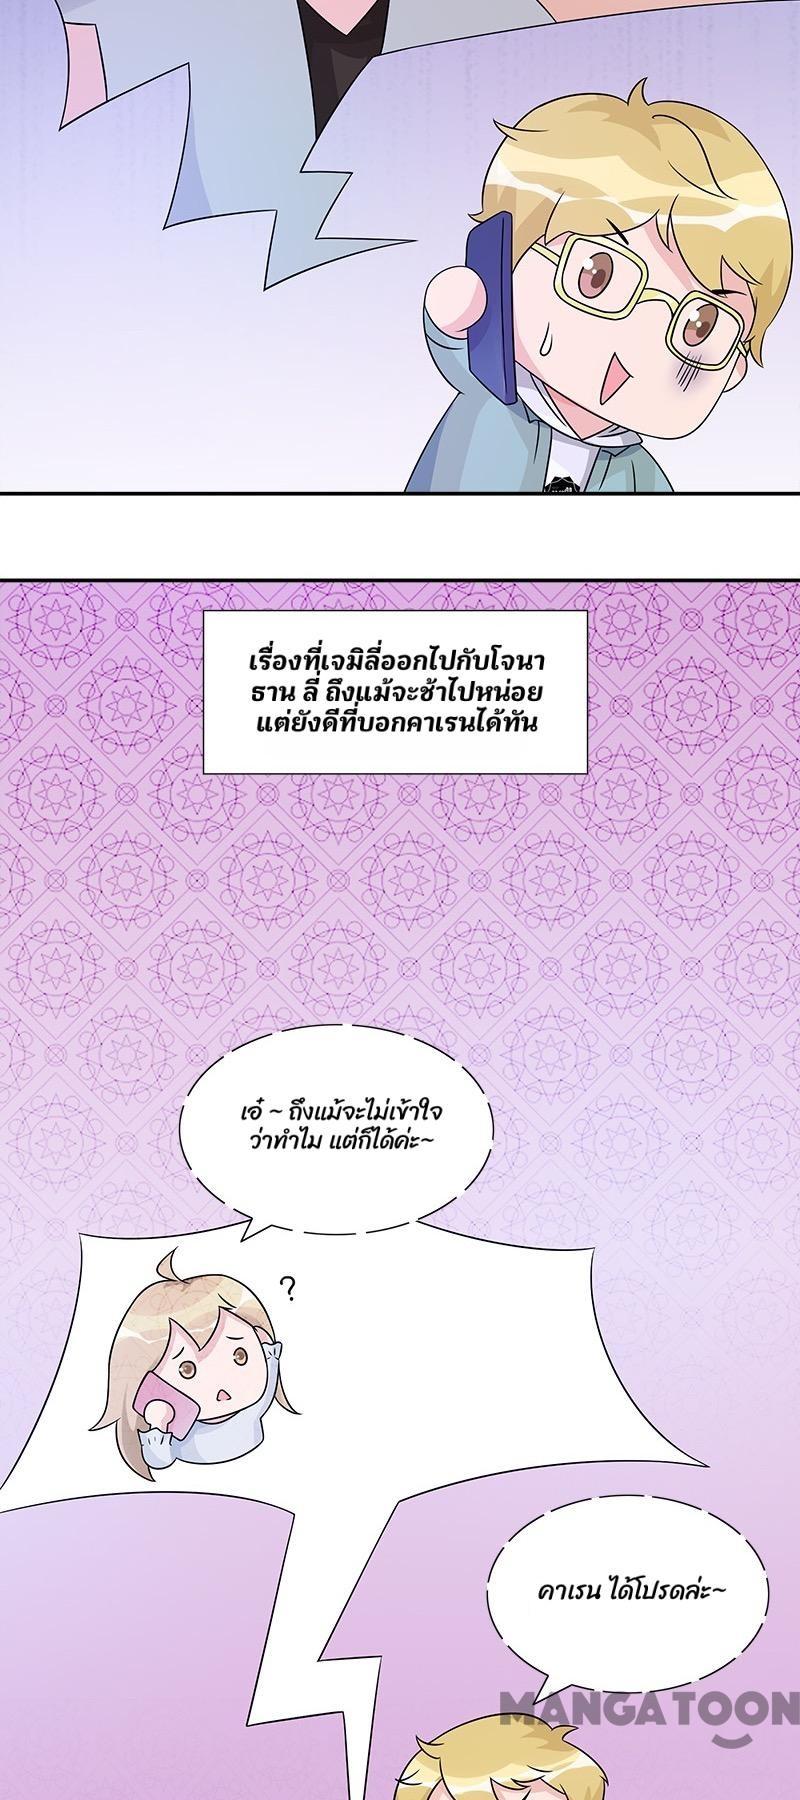 เรื่องที่เจมิลี่ออกไปกับโจนา
ธาน ลี่ ถึงแม้จะช้าไปหน่อย
แต่ยังดีที่บอกคาเรนได้ทัน
เอ๋ ~ ถึงแม้จะไม่เข้าใจ
ว่าทำไม แต่ก็ได้ค่ะ~
?
คาเรน ได้โปรดล่ะ~
MANGATOON